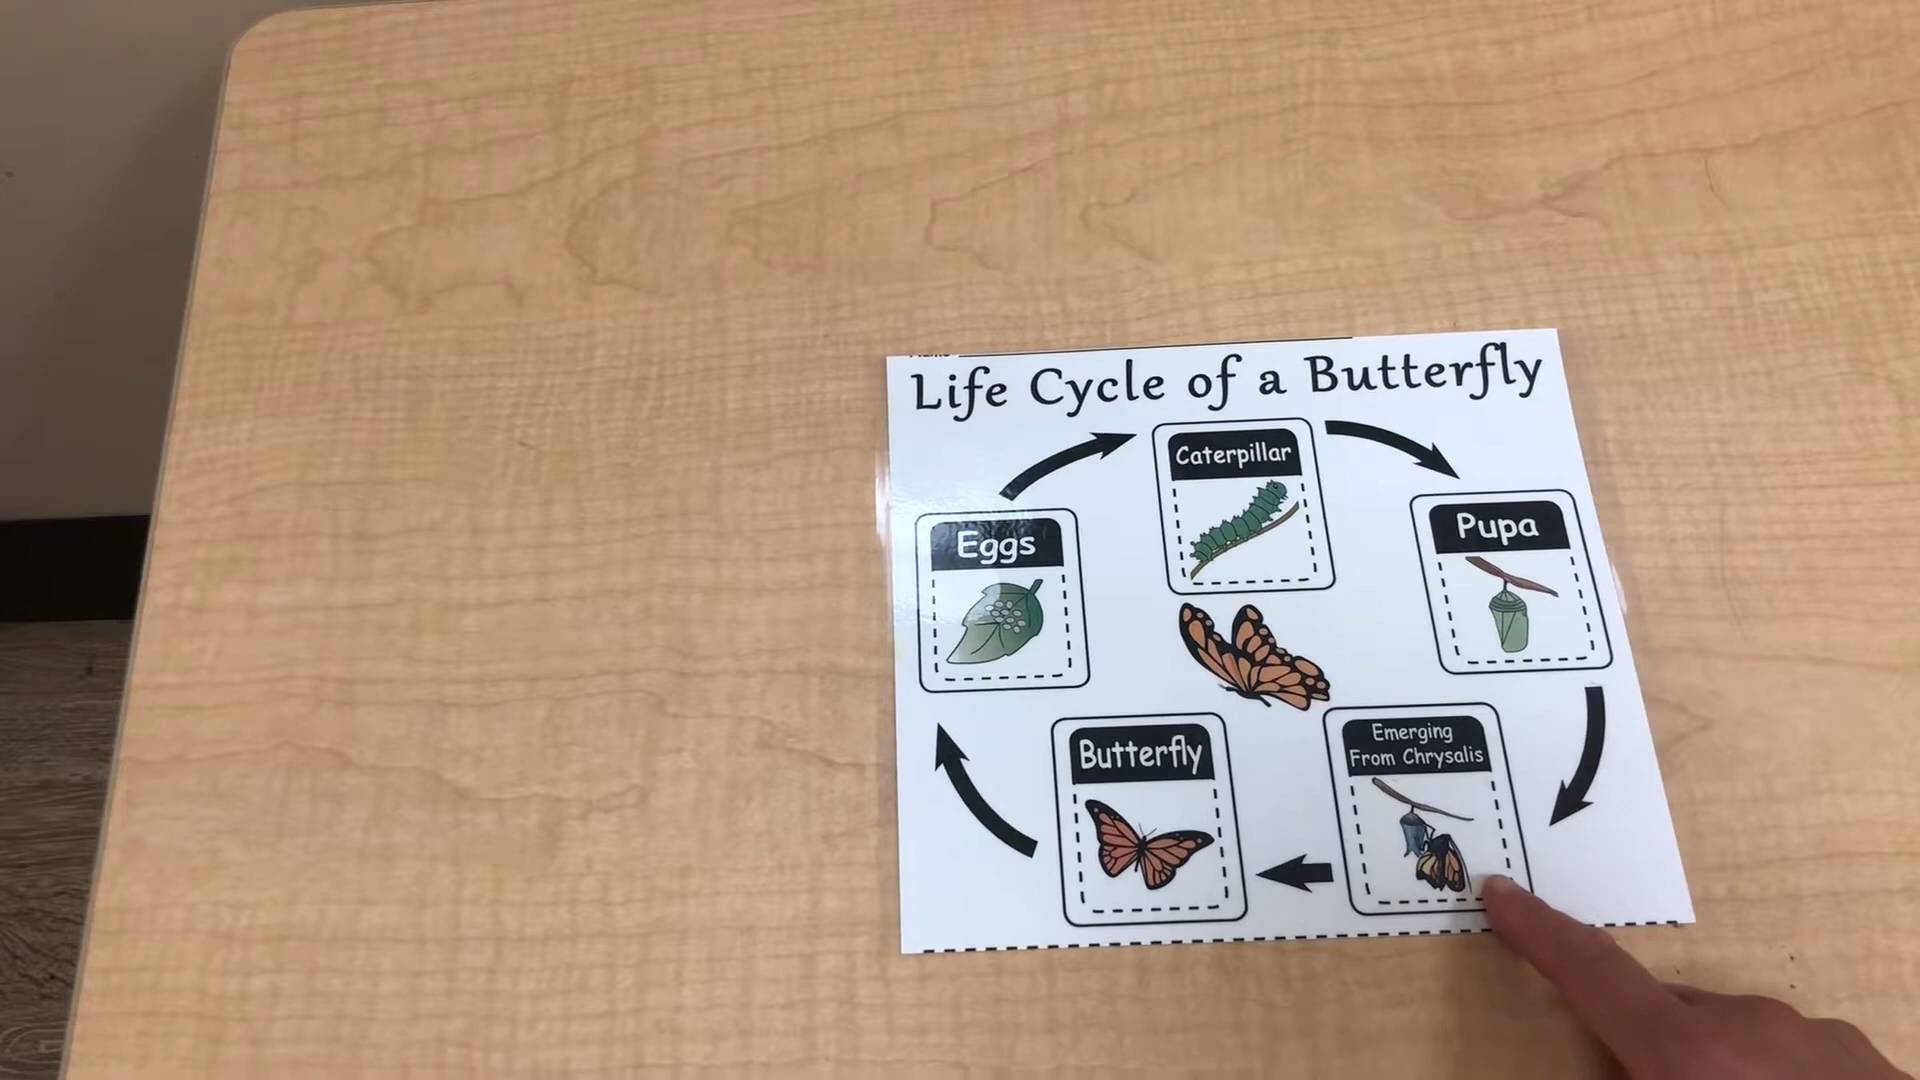 Life Cycle of a Butterfly
Caterpillar
Pupa
Eggs
Emerging
From Chrysalis
Butterfly